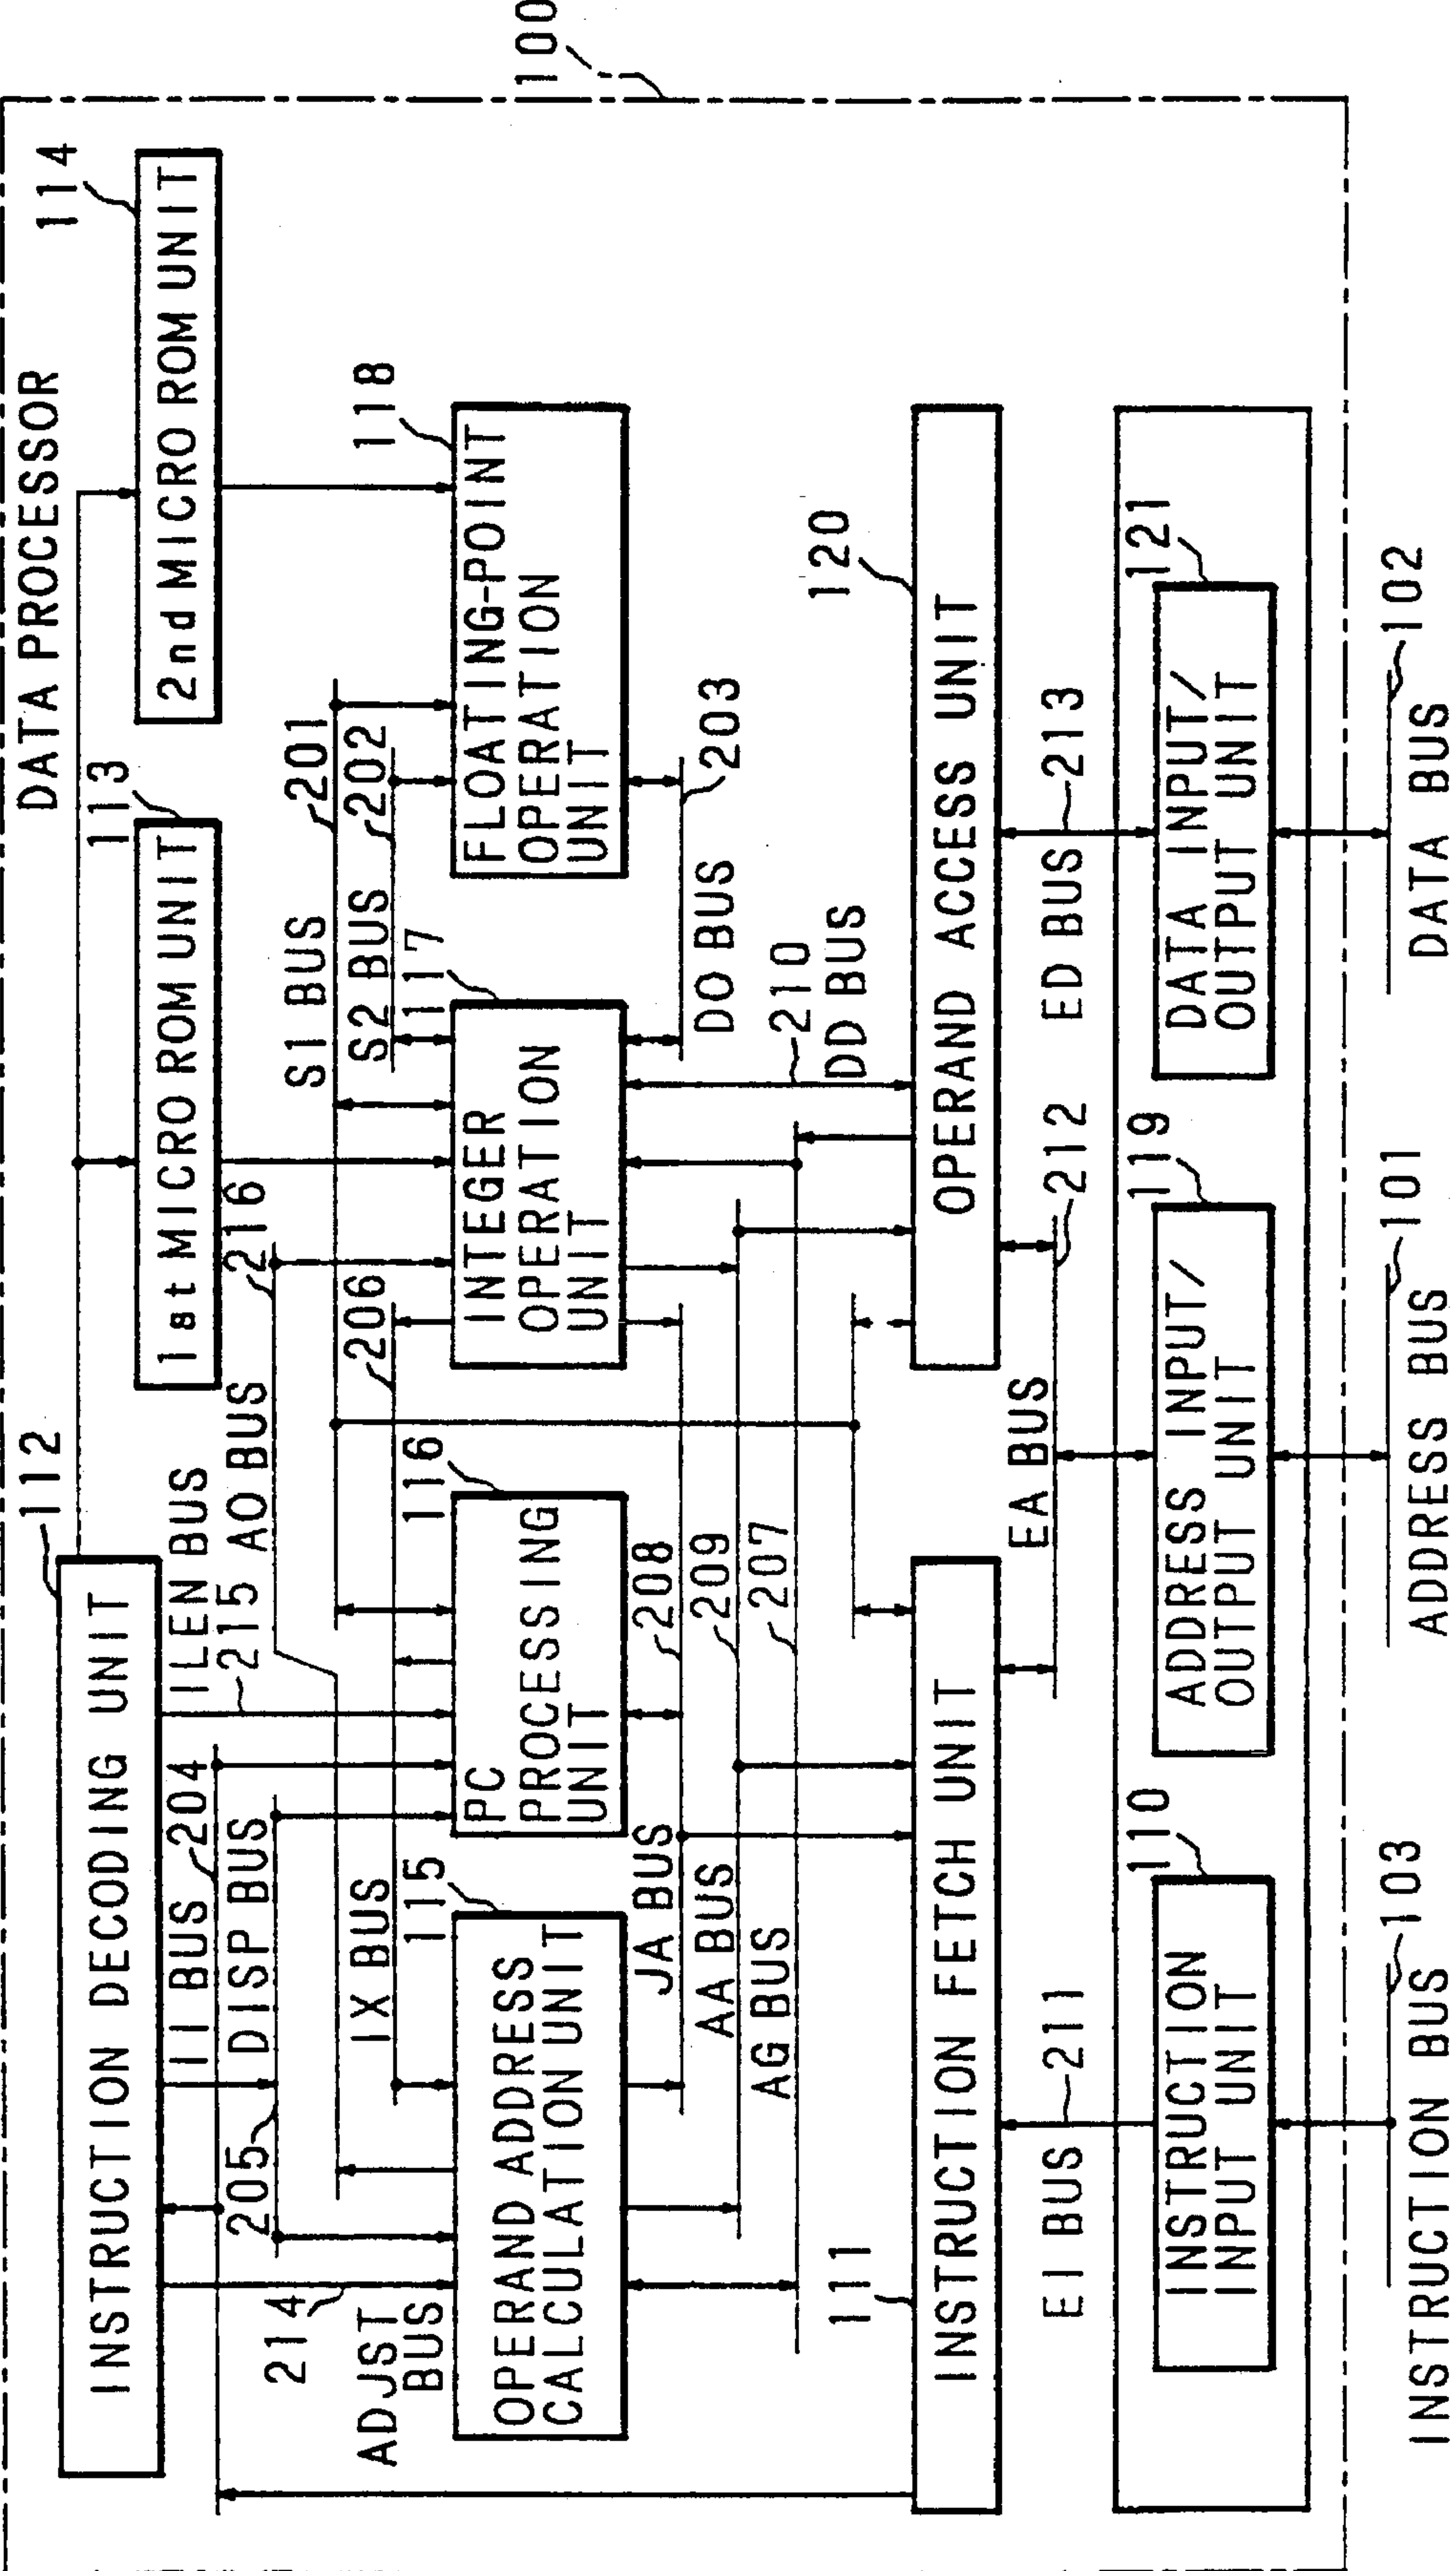 100
DATA PROCESSOR
112
INSTRUCTION DECODING UNIT
113
1st MICRO ROM UNIT
114
2nd MICRO ROM UNIT
II BUS 204
ILEN BUS
215
AO BUS
216
205
DISP BUS
214
ADJST
BUS
S1 BUS
201
S2 BUS
202
IX BUS
206
115
OPERAND ADDRESS
CALCULATION UNIT
116
PC
PROCESSING
UNIT
117
INTEGER
OPERATION
UNIT
118
FLOATING-POINT
OPERATION
UNIT
JA BUS
208
AA BUS
209
AG BUS
207
DO BUS
203
210
DD BUS
111
INSTRUCTION FETCH UNIT
120
OPERAND ACCESS UNIT
EI BUS
211
EA BUS
212
ED BUS
213
110
INSTRUCTION
INPUT UNIT
119
ADDRESS INPUT/
OUTPUT UNIT
121
DATA INPUT/
OUTPUT UNIT
103
INSTRUCTION BUS
101
ADDRESS BUS
102
DATA BUS